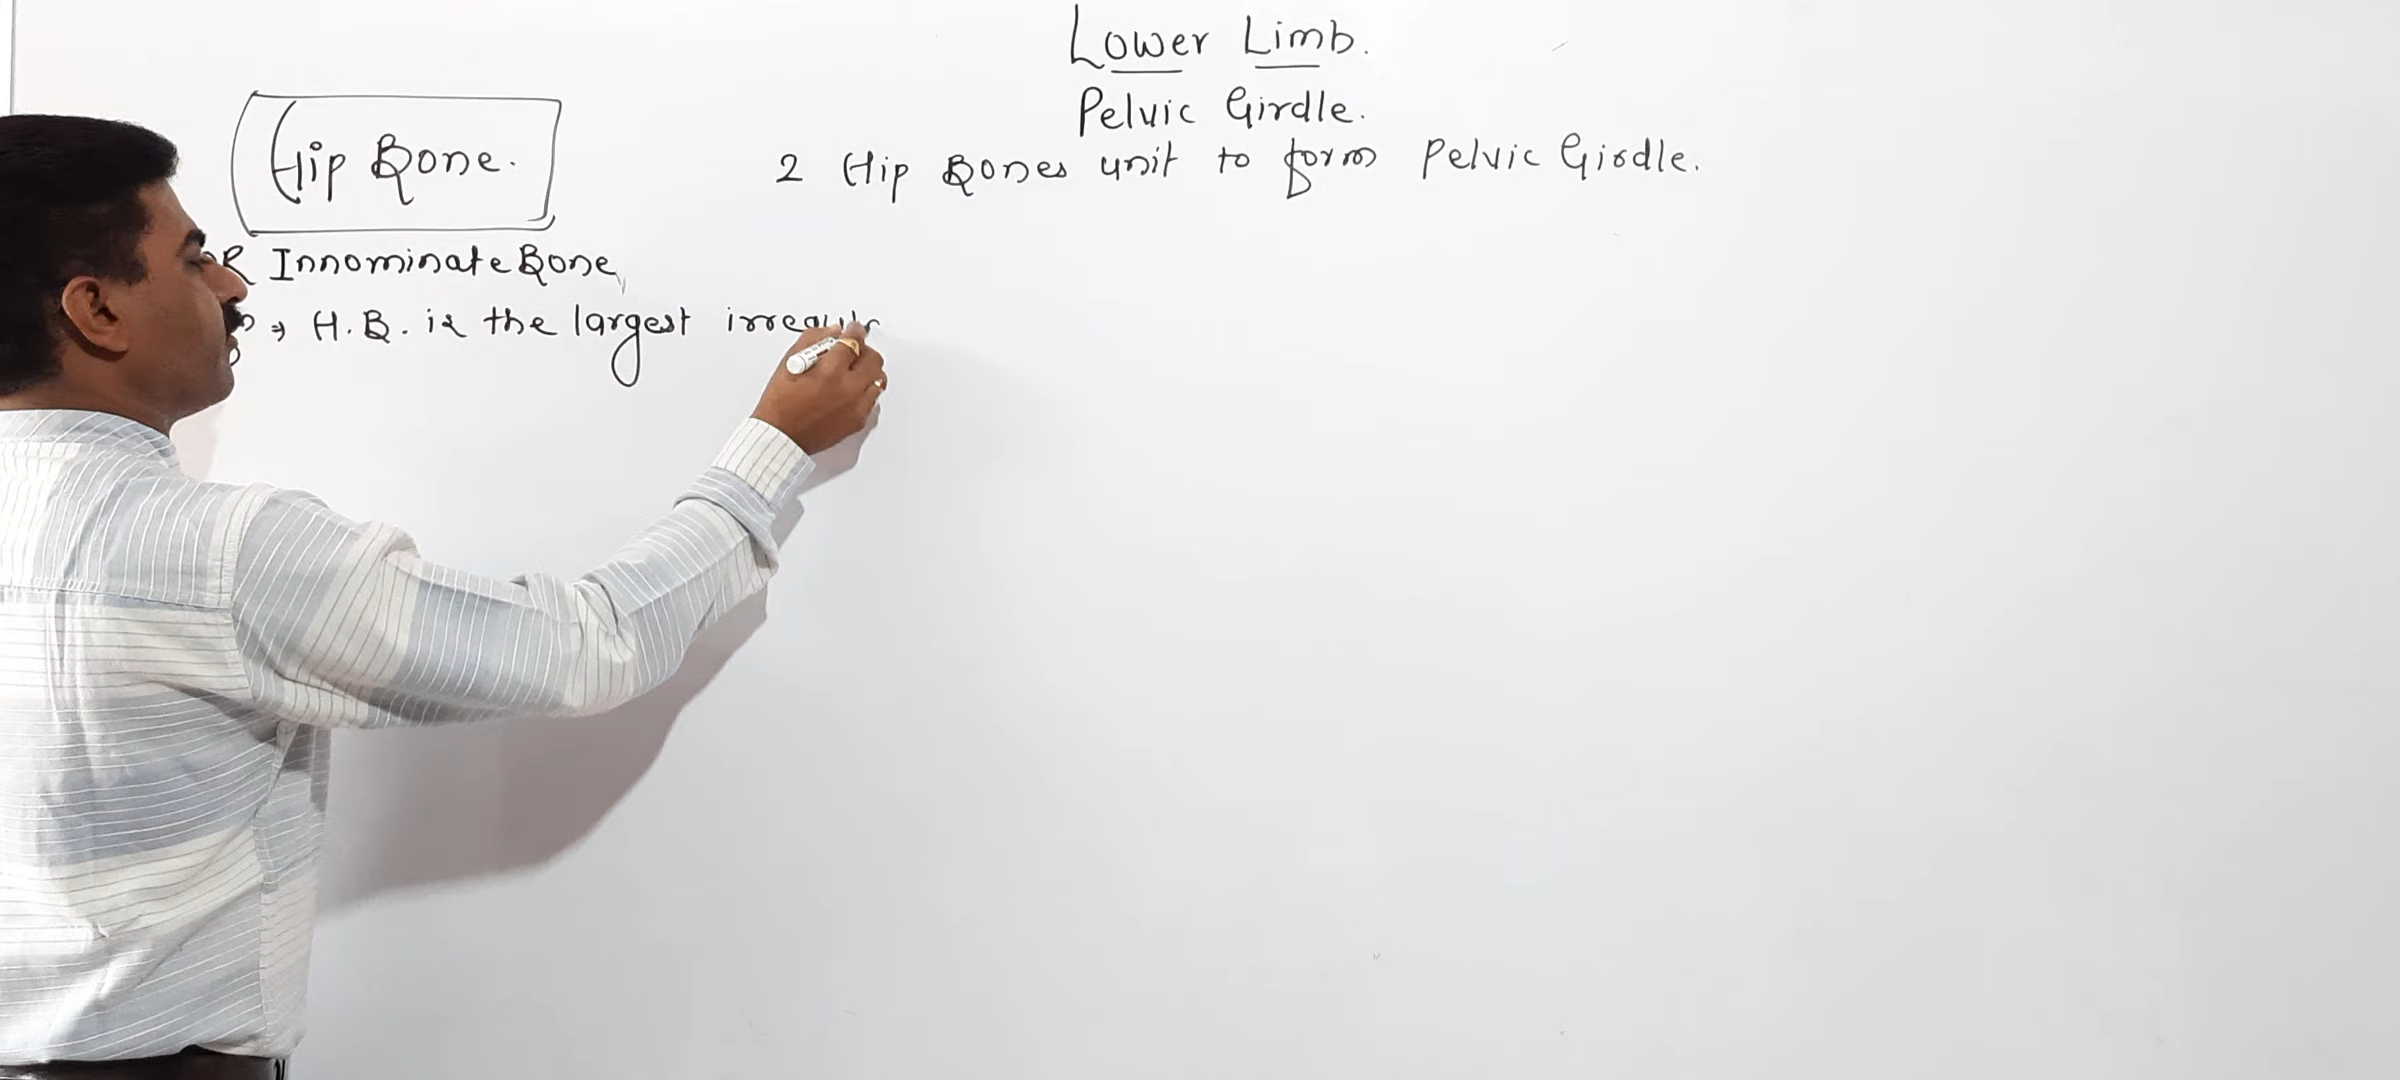 Lower Limb.
Pelvic Girdle.
2 Hip Bones unit to form Pelvic Girdle.
Hip Bone.
OR Innominate Bone
⇒ H.B. is the largest